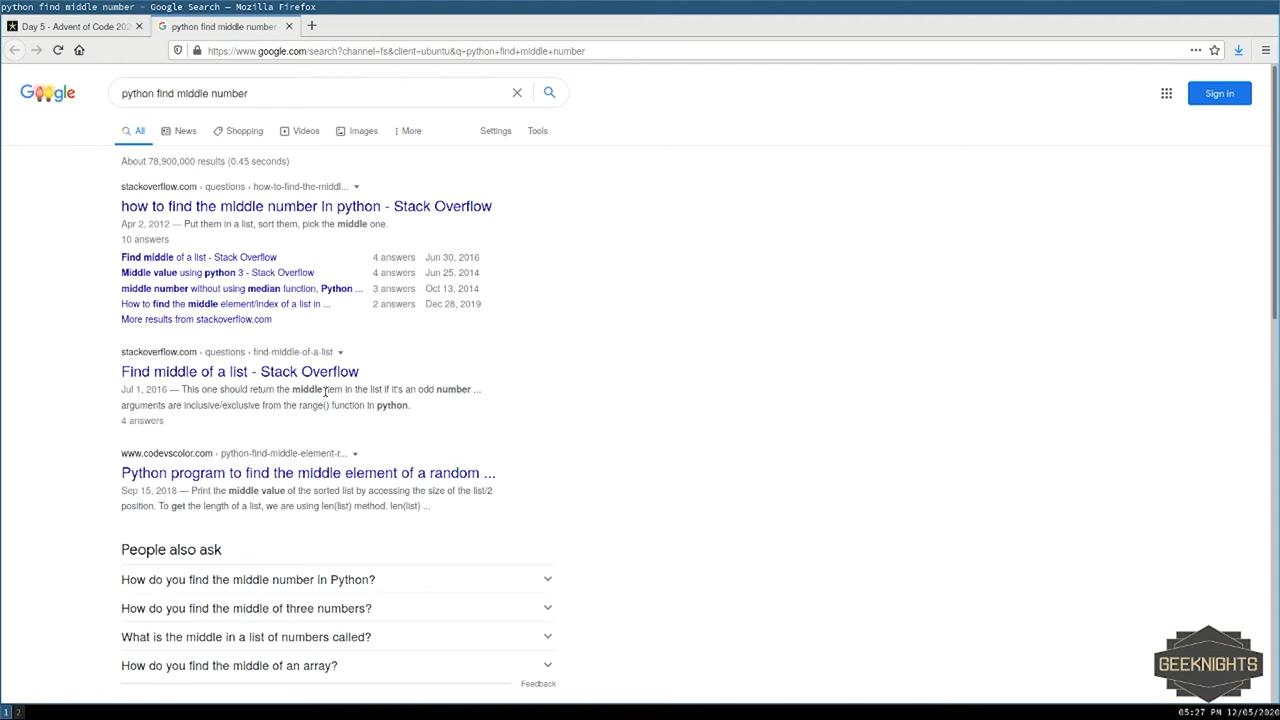 python find middle number - Google Search - Mozilla Firefox
Day 5 - Advent of Code 202
python find middle number
https://www.google.com/search?channel=fs&client=ubuntu&q=python+find+middle+number
Google
python find middle number
Sign in
All
News
Shopping
Videos
Images
More
Settings
Tools
About 78,900,000 results (0.45 seconds)
stackoverflow.com › questions › how-to-find-the-middl...
how to find the middle number in python - Stack Overflow
Apr 2, 2012 — Put them in a list, sort them, pick the middle one.
10 answers
Find middle of a list - Stack Overflow 4 answers Jun 30, 2016
Middle value using python 3 - Stack Overflow 4 answers Jun 25, 2014
middle number without using median function, Python ... 3 answers Oct 13, 2014
How to find the middle element/index of a list in ... 2 answers Dec 28, 2019
More results from stackoverflow.com
stackoverflow.com › questions › find-middle-of-a-list
Find middle of a list - Stack Overflow
Jul 1, 2016 — This one should return the middle item in the list if it's an odd number ...
arguments are inclusive/exclusive from the range() function in python.
4 answers
www.codevscolor.com › python-find-middle-element-r...
Python program to find the middle element of a random ...
Sep 15, 2018 — Print the middle value of the sorted list by accessing the size of the list/2
position. To get the length of a list, we are using len(list) method. len(list) ...
People also ask
How do you find the middle number in Python?
How do you find the middle of three numbers?
What is the middle in a list of numbers called?
How do you find the middle of an array?
Feedback
GEEKNIGHTS
1 2
05:27 PM 12/05/2020